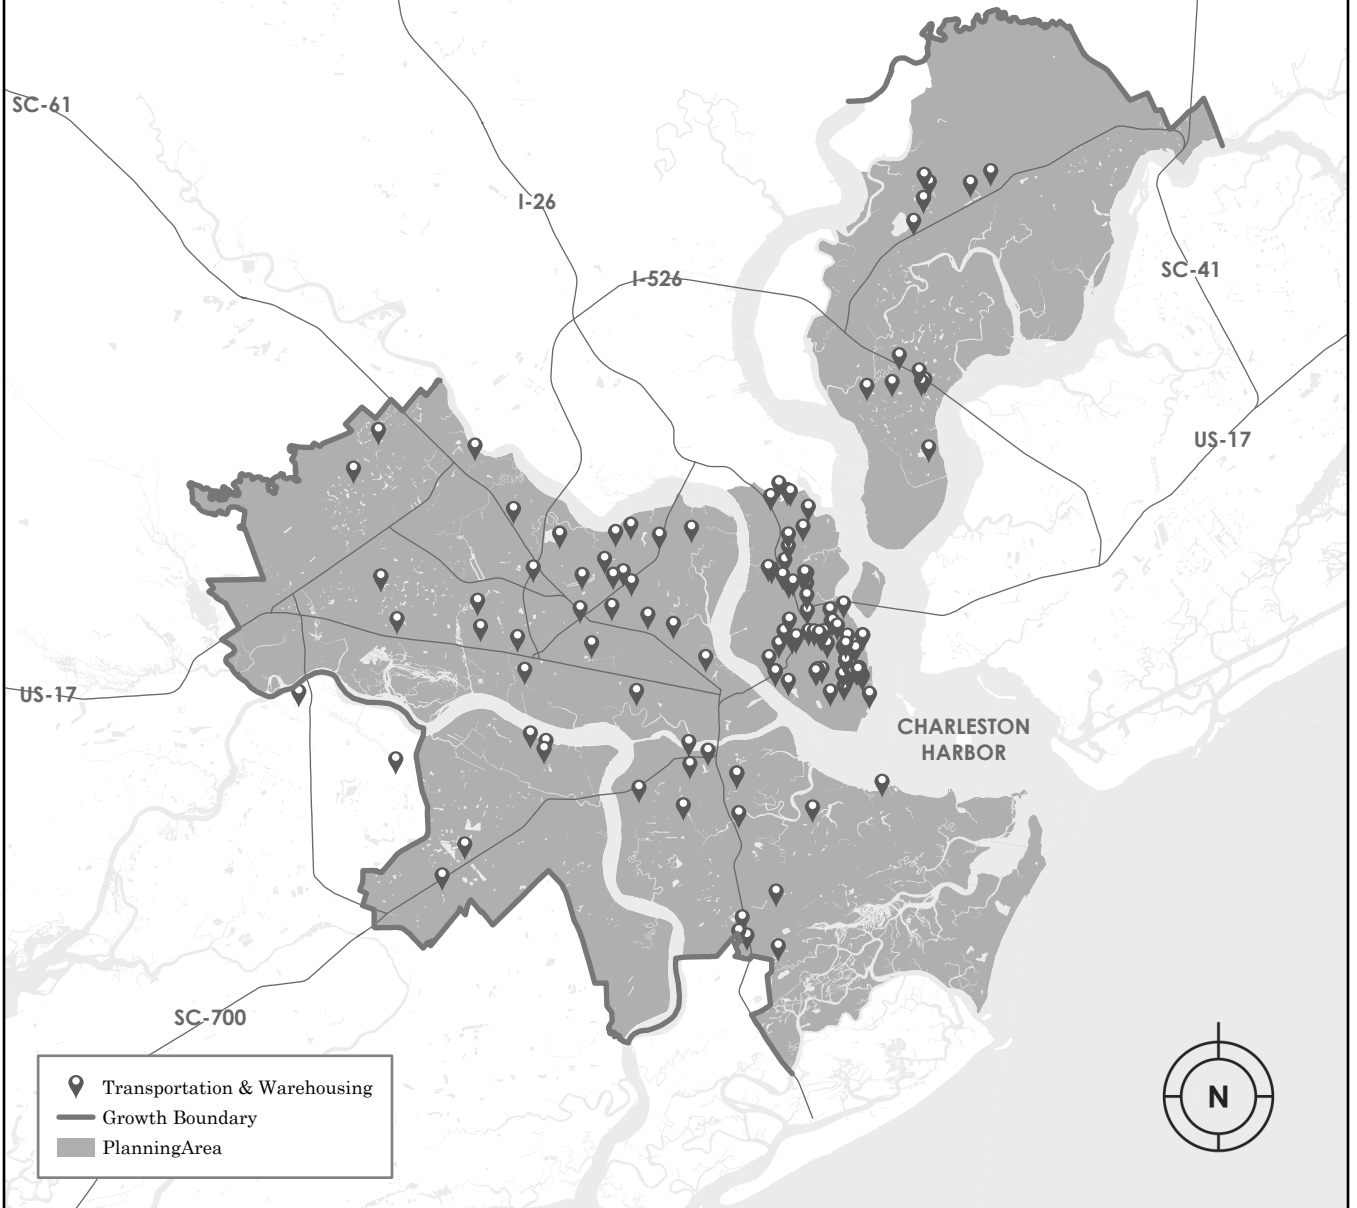 SC-61
I-26
I-526
SC-41
US-17
US-17
CHARLESTON
HARBOR
SC-700
Transportation & Warehousing
Growth Boundary
PlanningArea
N